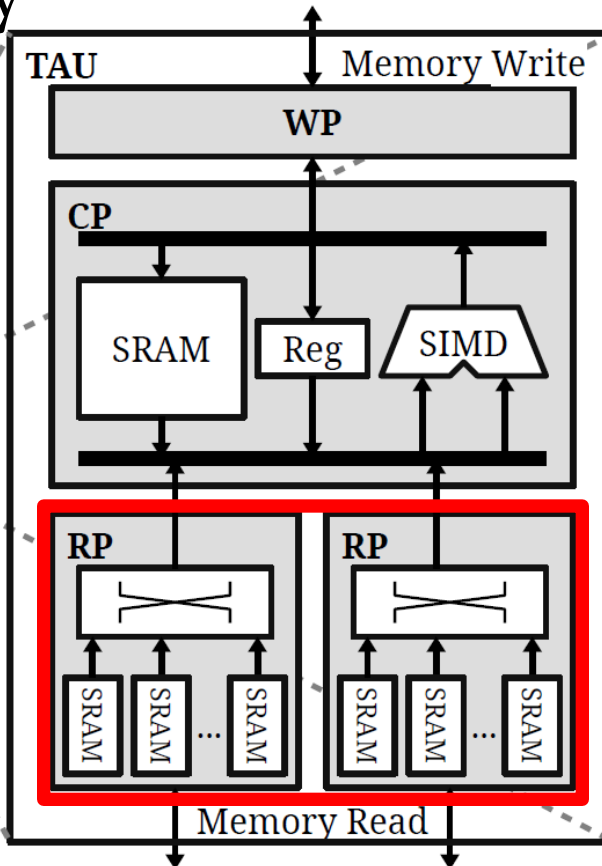 y
TAU
Memory Write
WP
CP
SRAM
Reg
SIMD
RP
RP
SRAM
SRAM
...
SRAM
SRAM
SRAM
...
SRAM
Memory Read